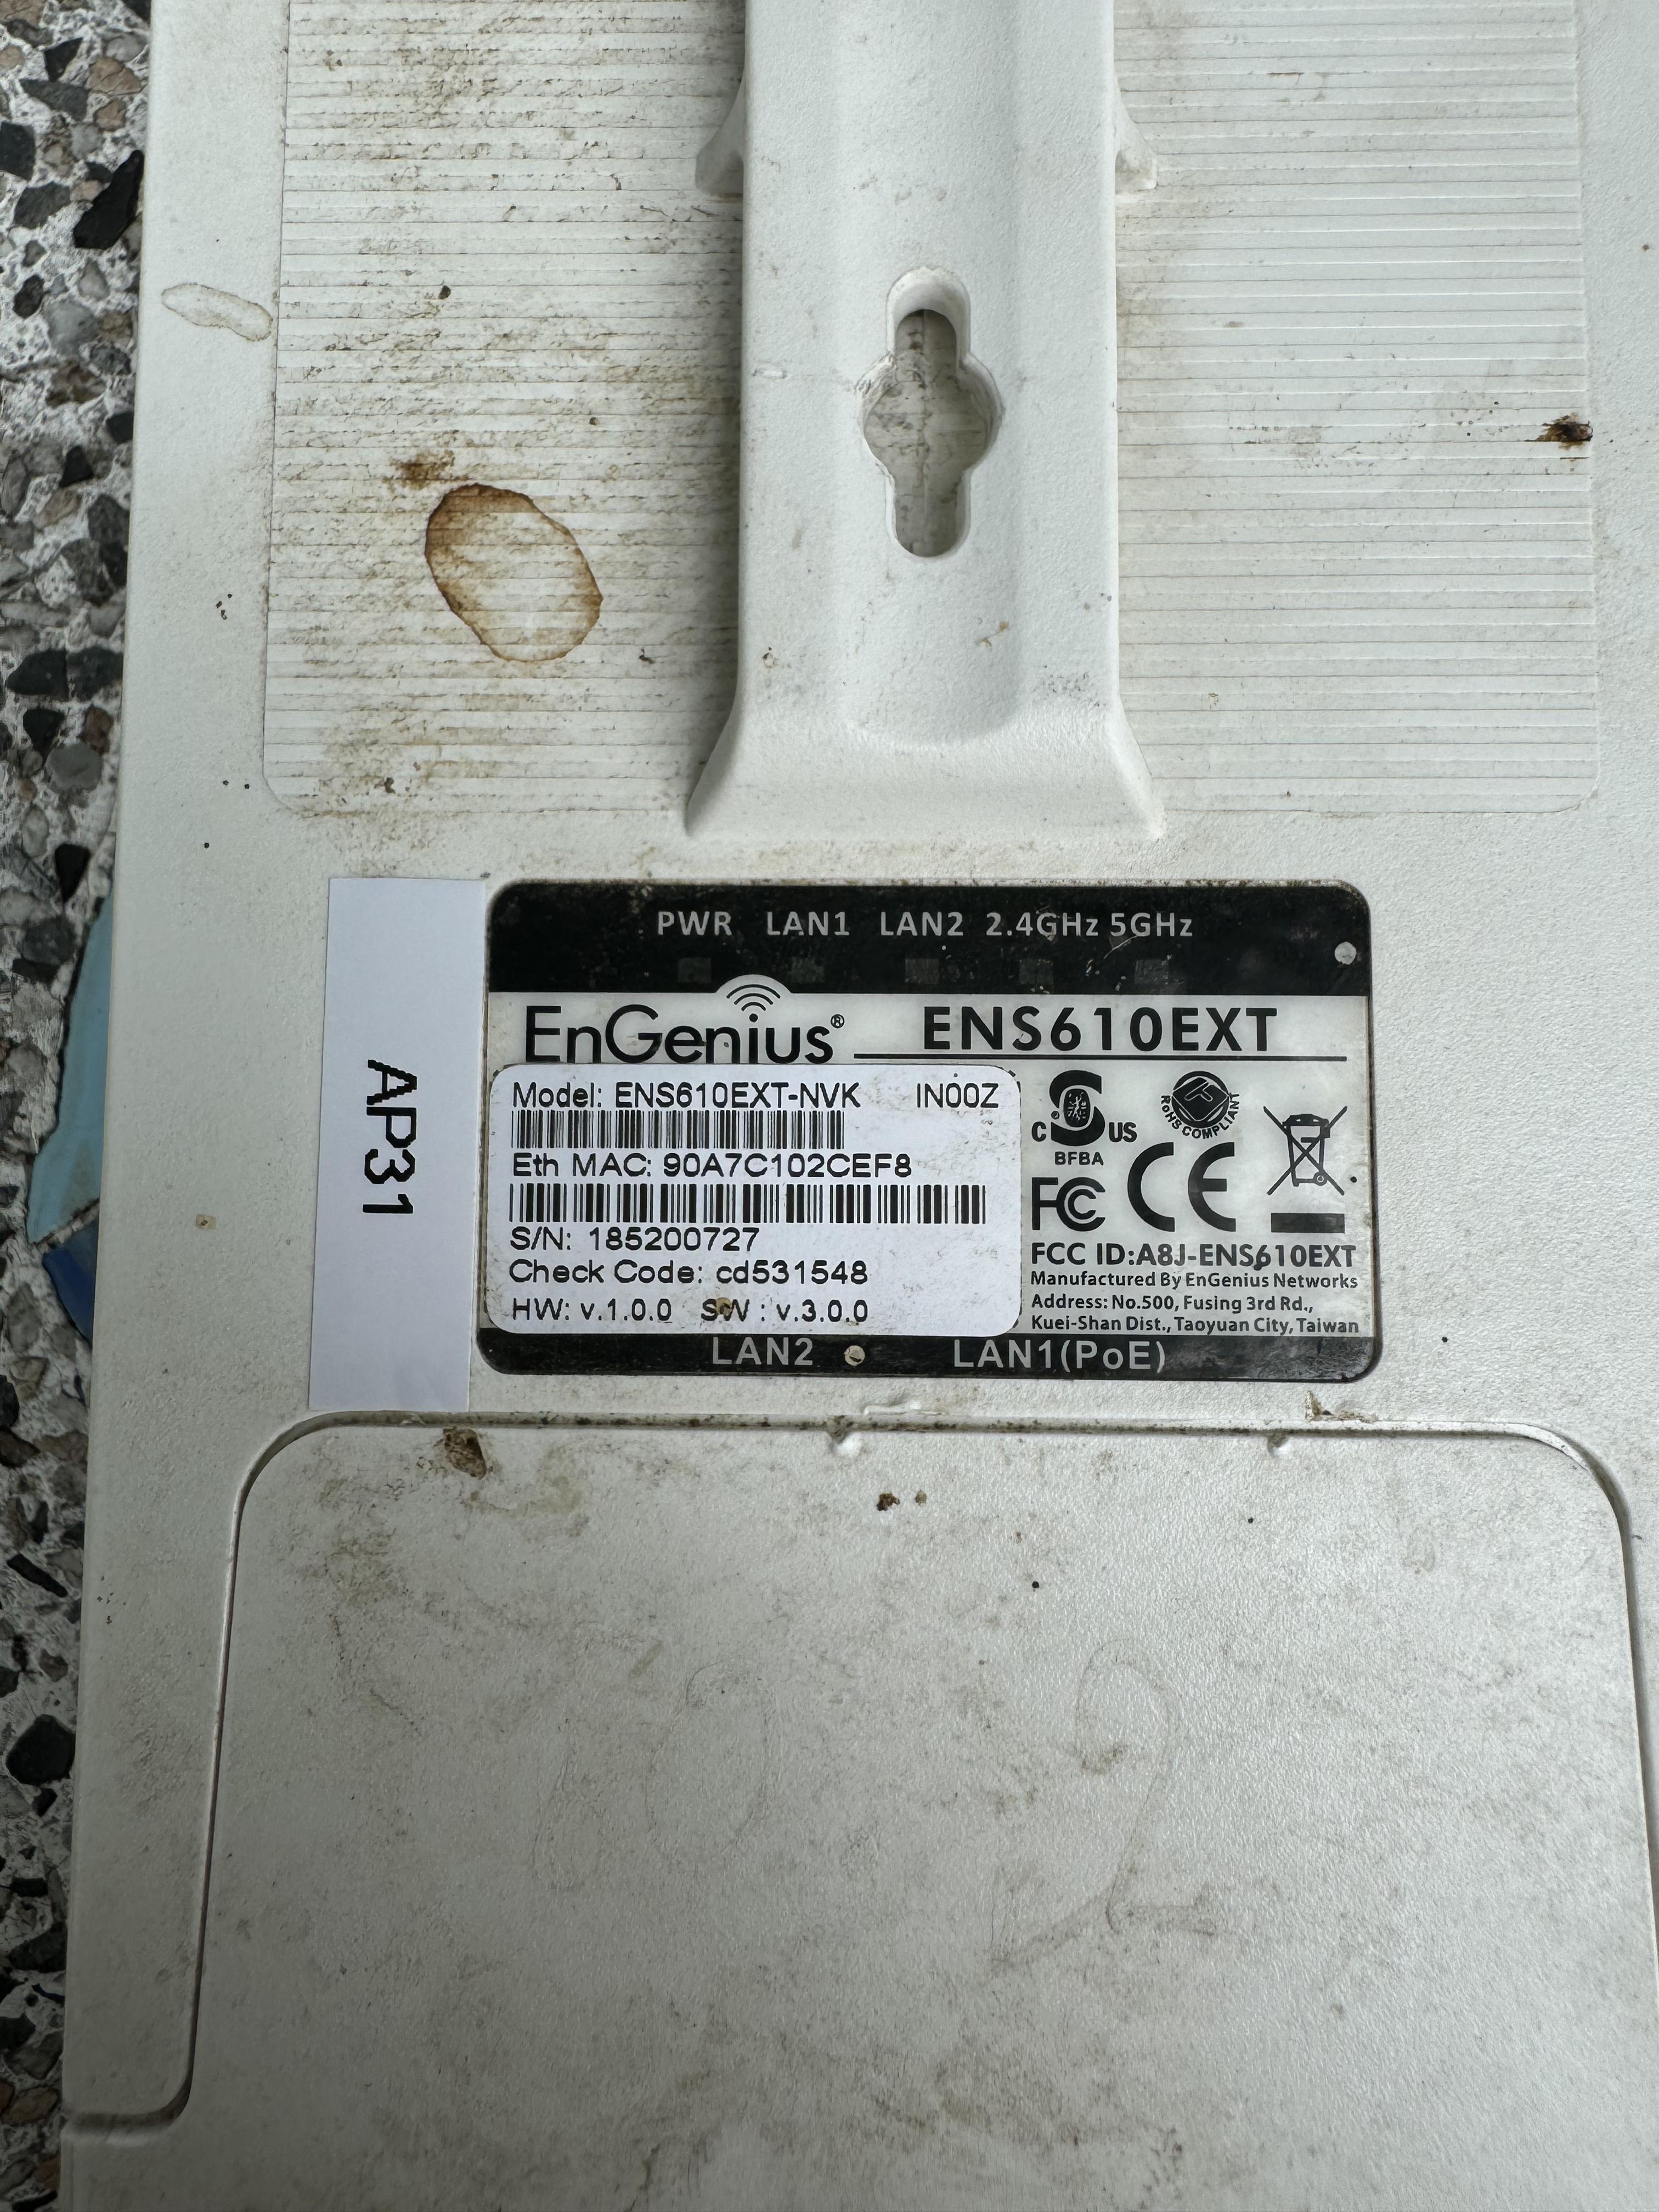 PWR LAN1 LAN2 2.4GHz 5GHz
EnGenius® ENS610EXT
Model: ENS610EXT-NVK IN00Z
Eth MAC: 90A7C102CEF8
S/N: 185200727
Check Code: cd531548
HW: v.1.0.0 SW : v.3.0.0
C US
BFBA
RoHS COMPLIANT
FC CE
FCC ID:A8J-ENS610EXT
Manufactured By EnGenius Networks
Address: No.500, Fusing 3rd Rd.,
Kuei-Shan Dist., Taoyuan City, Taiwan
LAN2 LAN1(PoE)
AP31